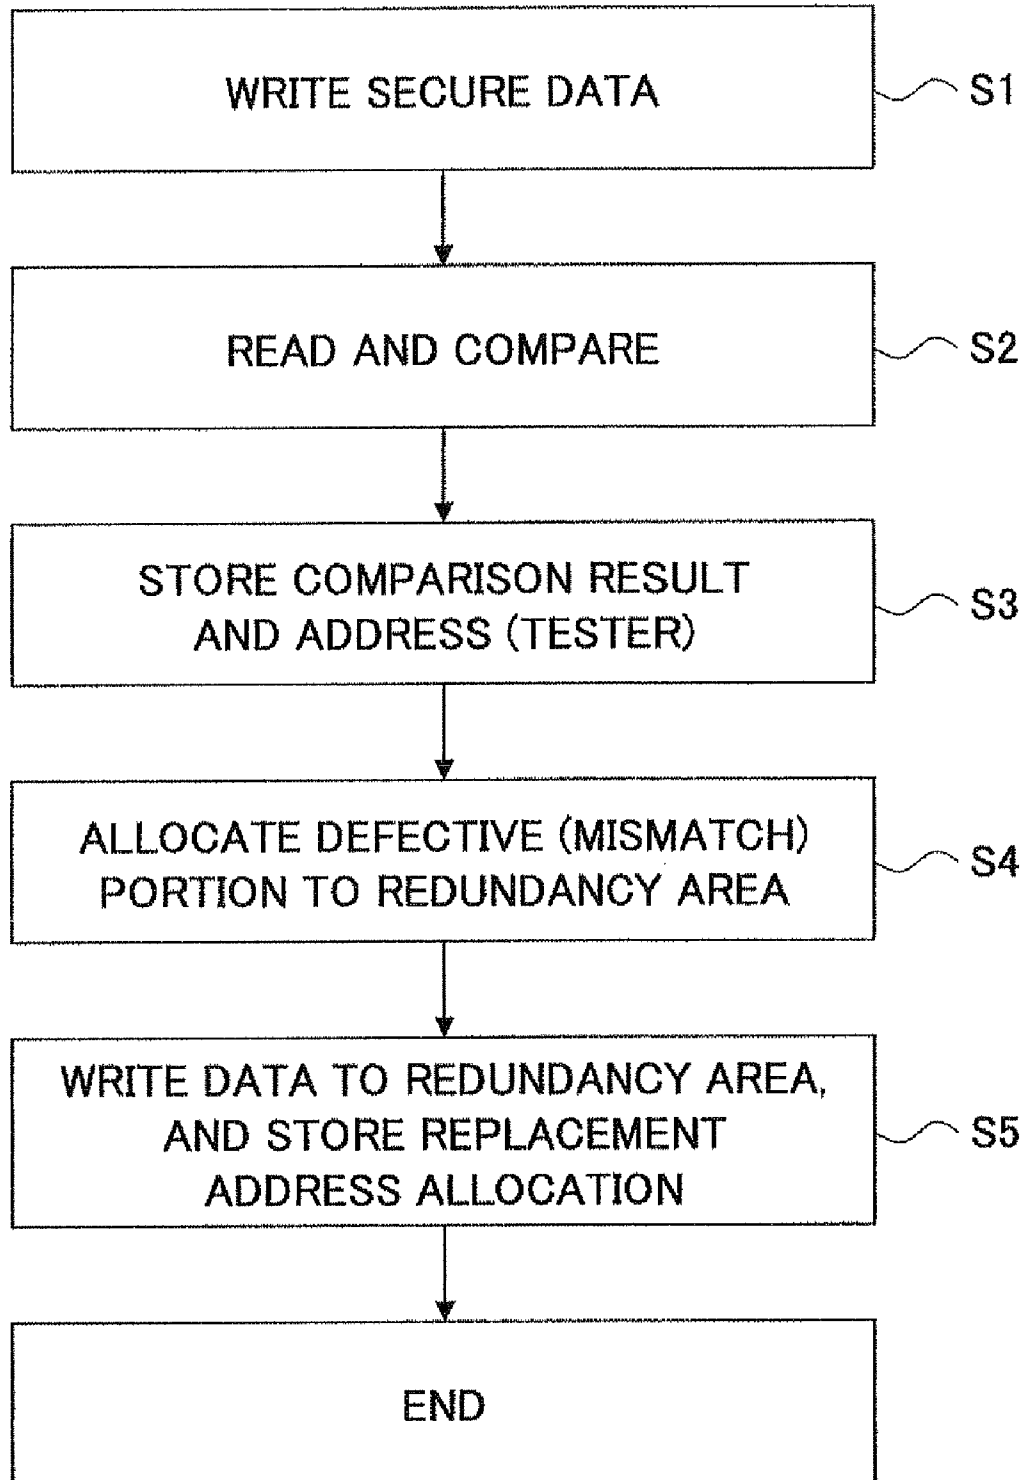 WRITE SECURE DATA
S1
READ AND COMPARE
S2
STORE COMPARISON RESULT
AND ADDRESS (TESTER)
S3
ALLOCATE DEFECTIVE (MISMATCH)
PORTION TO REDUNDANCY AREA
S4
WRITE DATA TO REDUNDANCY AREA,
AND STORE REPLACEMENT
ADDRESS ALLOCATION
S5
END